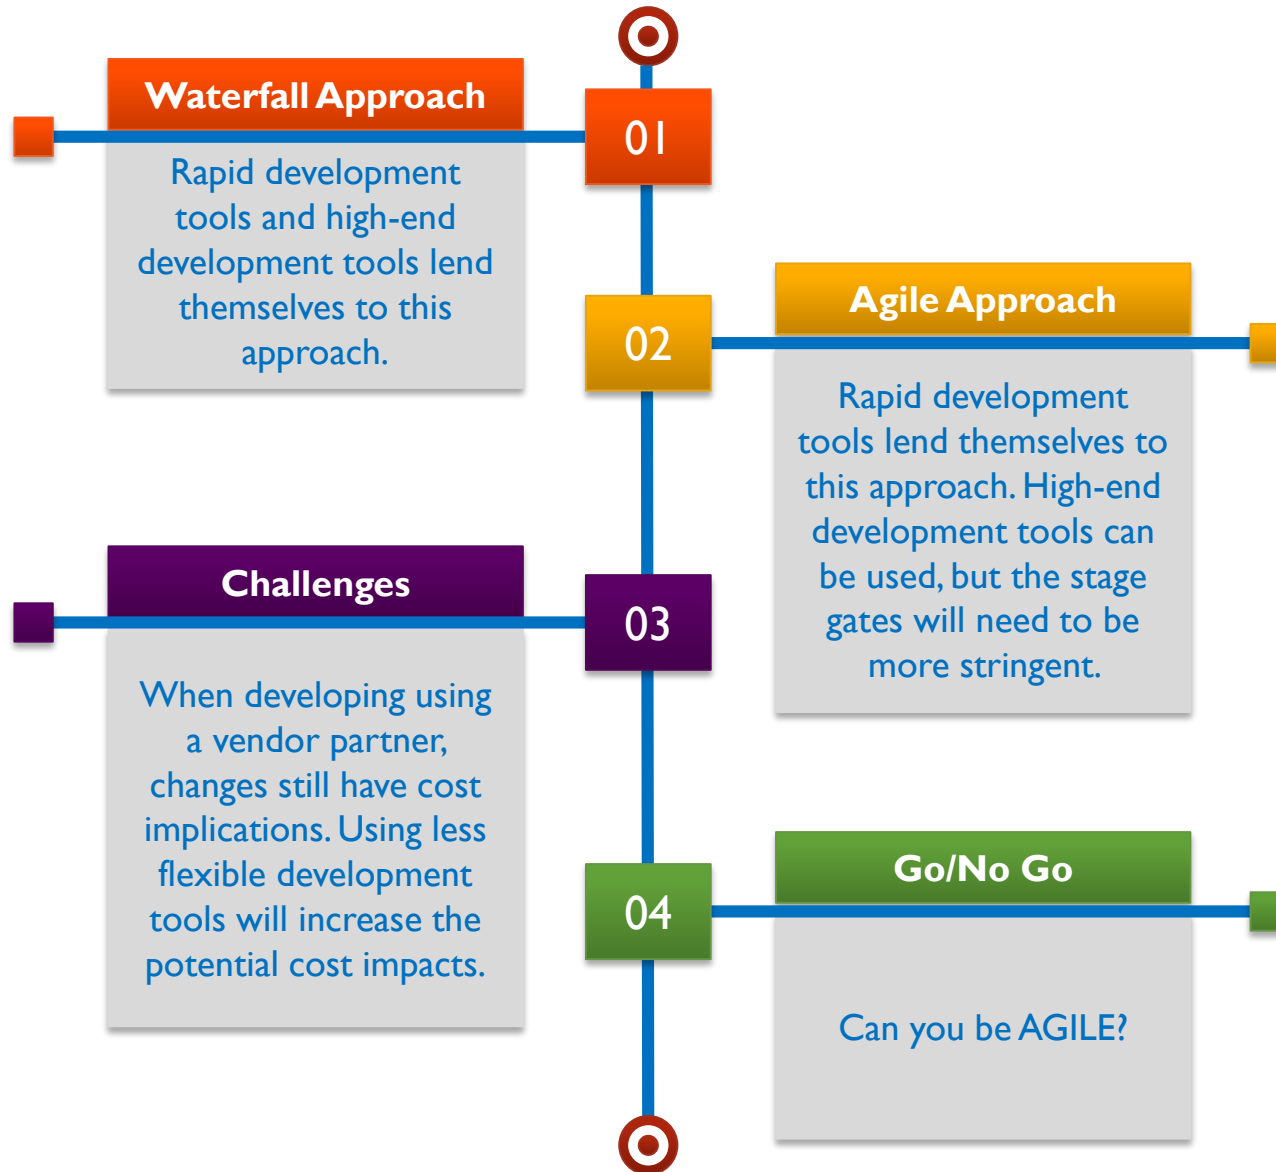 Waterfall Approach
01
Rapid development
tools and high-end
development tools lend
themselves to this
approach.
02
Agile Approach
Rapid development
tools lend themselves to
this approach. High-end
development tools can
be used, but the stage
gates will need to be
more stringent.
Challenges
03
When developing using
a vendor partner,
changes still have cost
implications. Using less
flexible development
tools will increase the
potential cost impacts.
04
Go/No Go
Can you be AGILE?